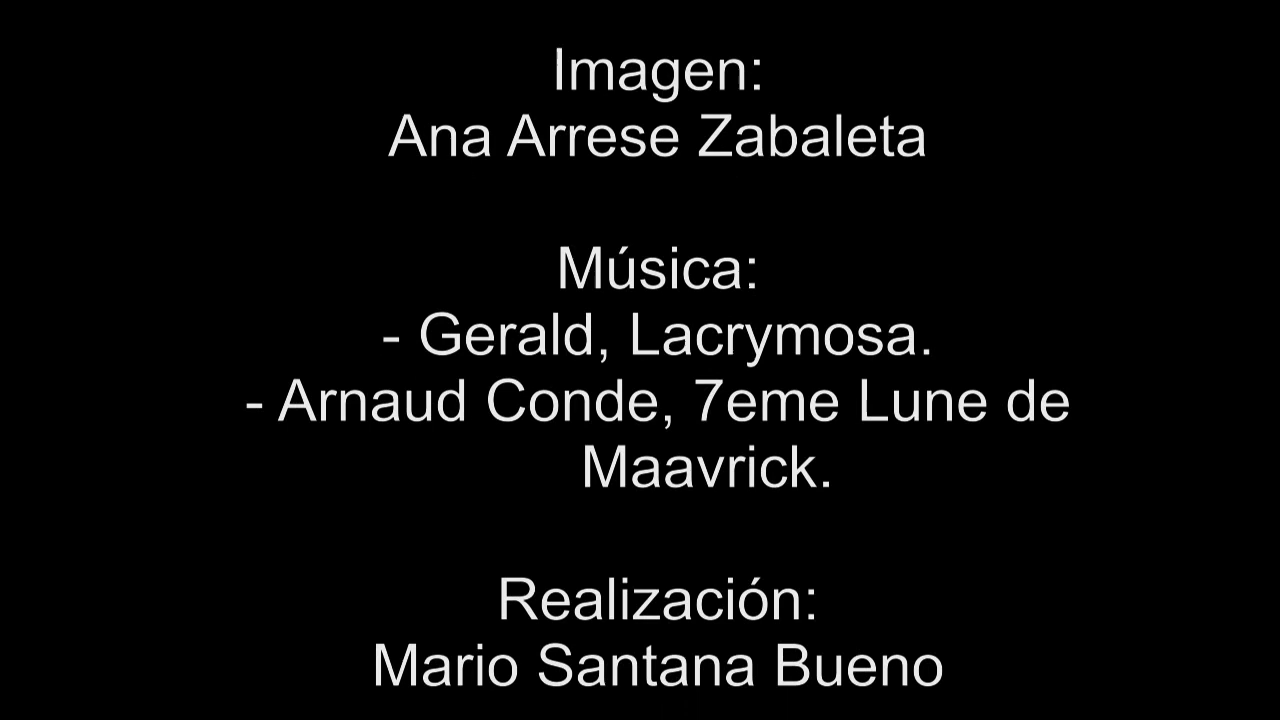 Imagen:
Ana Arrese Zabaleta
Música:
- Gerald, Lacrymosa.
- Arnaud Conde, 7eme Lune de
Maavrick.
Realización:
Mario Santana Bueno